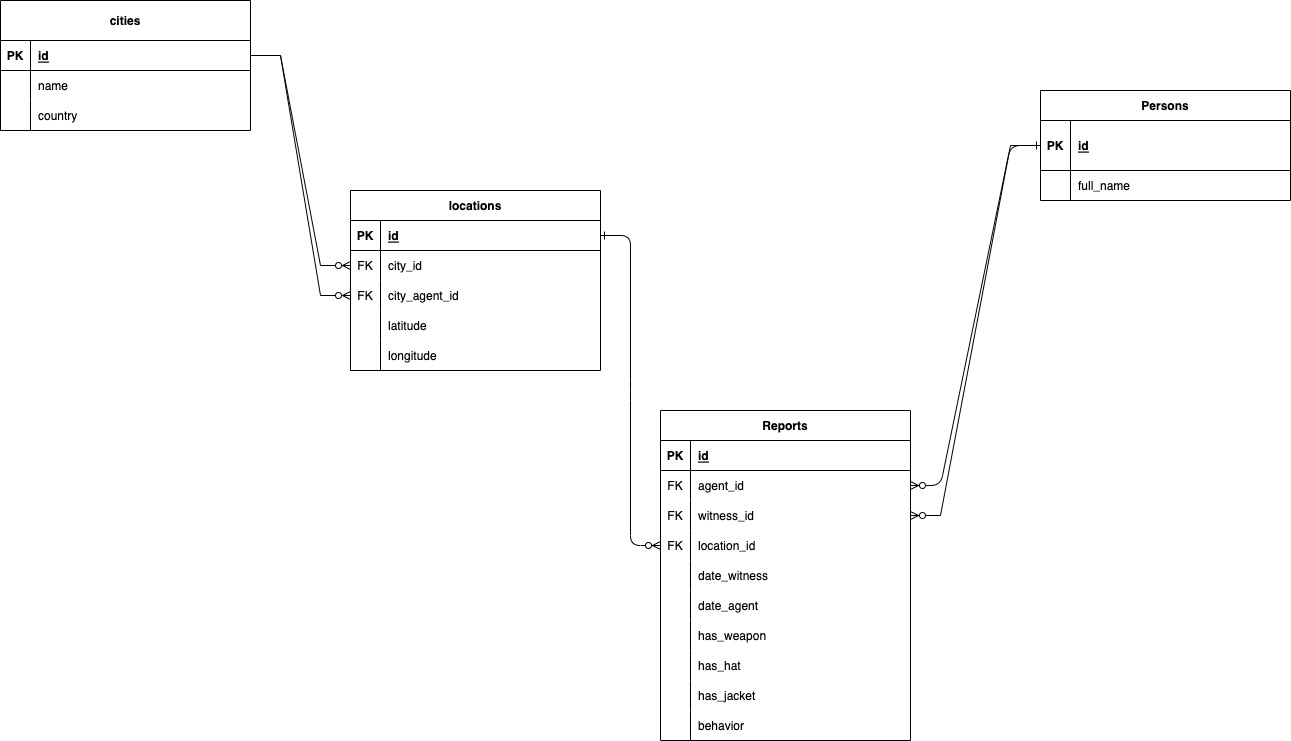 cities
PK id
name
country
Persons
PK id
full_name
locations
PK id
FK city_id
FK city_agent_id
latitude
longitude
Reports
PK id
FK agent_id
FK witness_id
FK location_id
date_witness
date_agent
has_weapon
has_hat
has_jacket
behavior